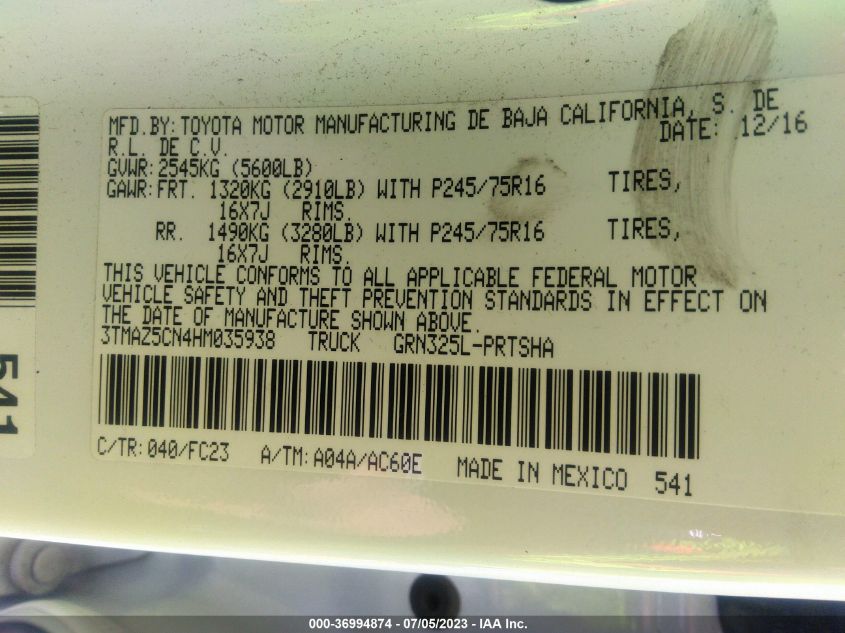 MFD.BY:TOYOTA MOTOR MANUFACTURING DE BAJA CALIFORNIA, S. DE
R.L. DE C.V. DATE: 12/16
GVWR:2545KG (5600LB)
GAWR:FRT. 1320KG (2910LB) WITH P245/75R16 TIRES,
16X7J RIMS.
RR. 1490KG (3280LB) WITH P245/75R16 TIRES,
16X7J RIMS.
THIS VEHICLE CONFORMS TO ALL APPLICABLE FEDERAL MOTOR
VEHICLE SAFETY AND THEFT PREVENTION STANDARDS IN EFFECT ON
THE DATE OF MANUFACTURE SHOWN ABOVE.
3TMAZ5CN4HM035938 TRUCK GRN325L-PRTSHA
C/TR:040/FC23 A/TM:A04A/AC60E MADE IN MEXICO 541
541
000-36994874 - 07/05/2023 - IAA Inc.